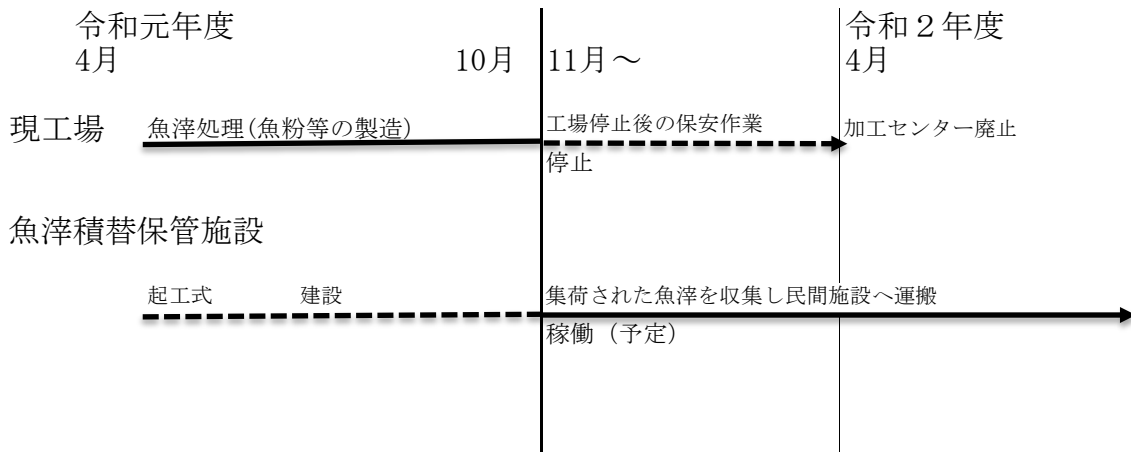 令和元年度
令和２年度
4月
10月
11月～
4月
現工場
魚滓処理(魚粉等の製造)
工場停止後の保安作業
加工センター廃止
停止
魚滓積替保管施設
起工式
建設
集荷された魚滓を収集し民間施設へ運搬
稼働（予定）